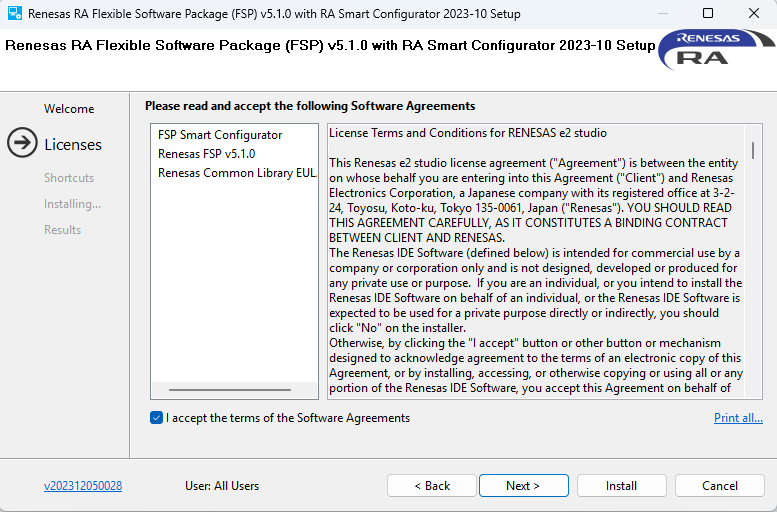 Renesas RA Flexible Software Package (FSP) v5.1.0 with RA Smart Configurator 2023-10 Setup
Renesas RA Flexible Software Package (FSP) v5.1.0 with RA Smart Configurator 2023-10 Setup
RENESAS
RA
Welcome
Licenses
Shortcuts
Installing...
Results
Please read and accept the following Software Agreements
FSP Smart Configurator
Renesas FSP v5.1.0
Renesas Common Library EUL
License Terms and Conditions for RENESAS e2 studio
This Renesas e2 studio license agreement ("Agreement") is between the entity
on whose behalf you are entering into this Agreement ("Client") and Renesas
Electronics Corporation, a Japanese company with its registered office at 3-2-
24, Toyosu, Koto-ku, Tokyo 135-0061, Japan ("Renesas"). YOU SHOULD READ
THIS AGREEMENT CAREFULLY, AS IT CONSTITUTES A BINDING CONTRACT
BETWEEN CLIENT AND RENESAS.
The Renesas IDE Software (defined below) is intended for commercial use by a
company or corporation only and is not designed, developed or produced for
any private use or purpose.  If you are an individual, or you intend to install the
Renesas IDE Software on behalf of an individual, or the Renesas IDE Software is
expected to be used for a private purpose directly or indirectly, you should
click "No" on the installer.
Otherwise, by clicking the "I accept" button or other button or mechanism
designed to acknowledge agreement to the terms of an electronic copy of this
Agreement, or by installing, accessing, or otherwise copying or using all or any
portion of the Renesas IDE Software, you accept this Agreement on behalf of
I accept the terms of the Software Agreements
Print all...
v202312050028
User: All Users
< Back
Next >
Install
Cancel